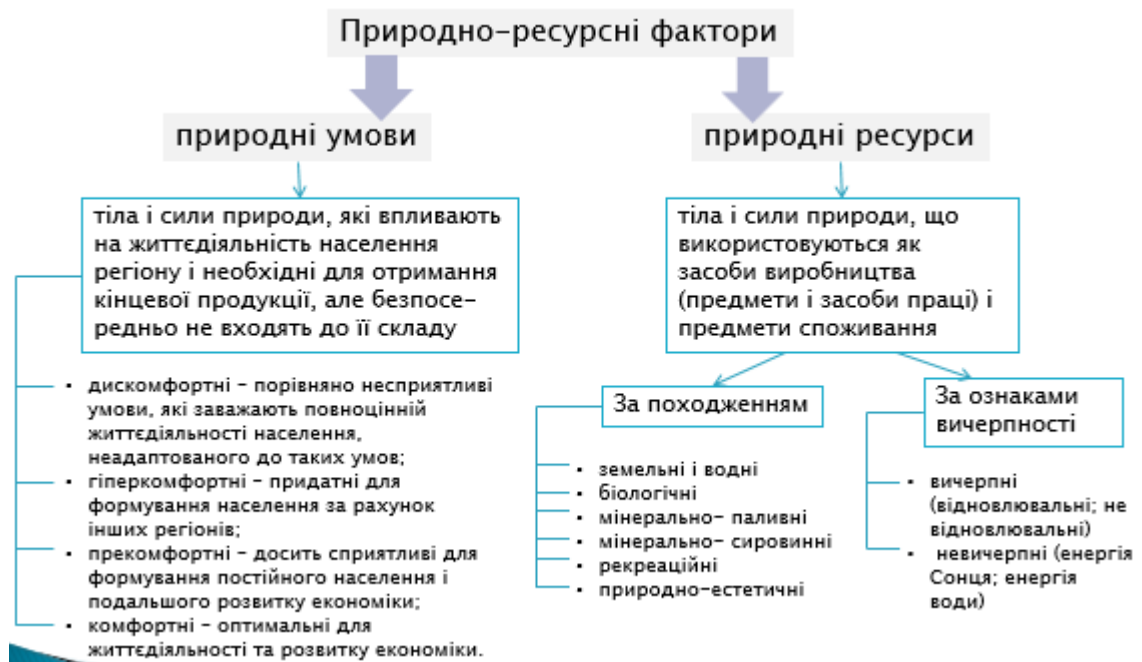 Природно-ресурсні фактори
природні умови
природні ресурси
тіла і сили природи, які впливають
на життєдіяльність населення
регіону і необхідні для отримання
кінцевої продукції, але безпосе-
редньо не входять до її складу
• дискомфортні – порівняно несприятливі
умови, які заважають повноцінній
життєдіяльності населення,
неадаптованого до таких умов;
• гіперкомфортні – придатні для
формування населення за рахунок
інших регіонів;
• прекомфортні – досить сприятливі для
формування постійного населення і
подальшого розвитку економіки;
• комфортні – оптимальні для
життєдіяльності та розвитку економіки.
тіла і сили природи, що
використовуються як
засоби виробництва
(предмети і засоби праці) і
предмети споживання
За походженням
• земельні і водні
• біологічні
• мінерально- паливні
• мінерально- сировинні
• рекреаційні
• природно-естетичні
За ознаками
вичерпності
• вичерпні
(відновлювальні; не
відновлювальні)
• невичерпні (енергія
Сонця; енергія
води)